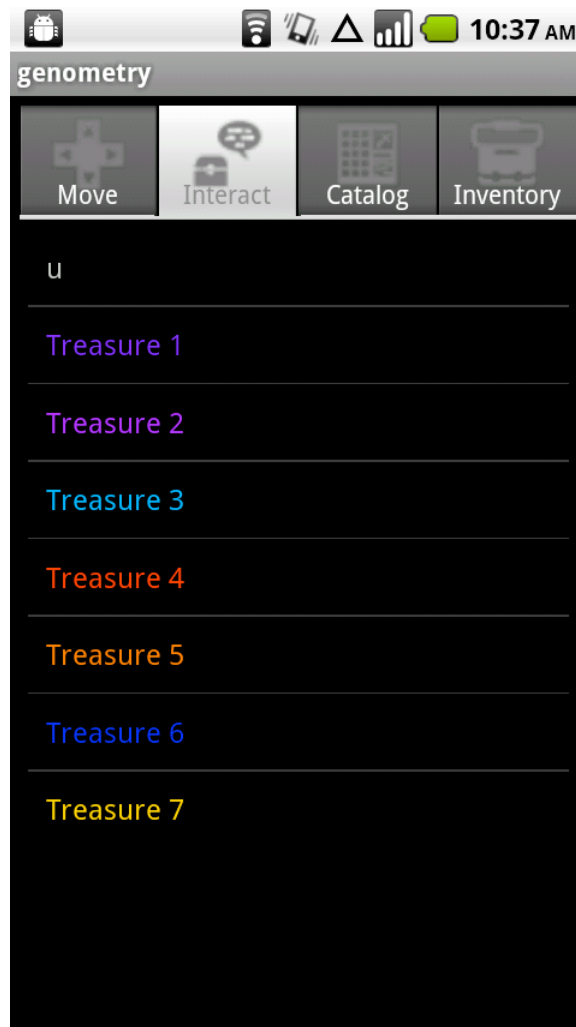 10:37 AM
genometry
Move Interact Catalog Inventory
u
Treasure 1
Treasure 2
Treasure 3
Treasure 4
Treasure 5
Treasure 6
Treasure 7